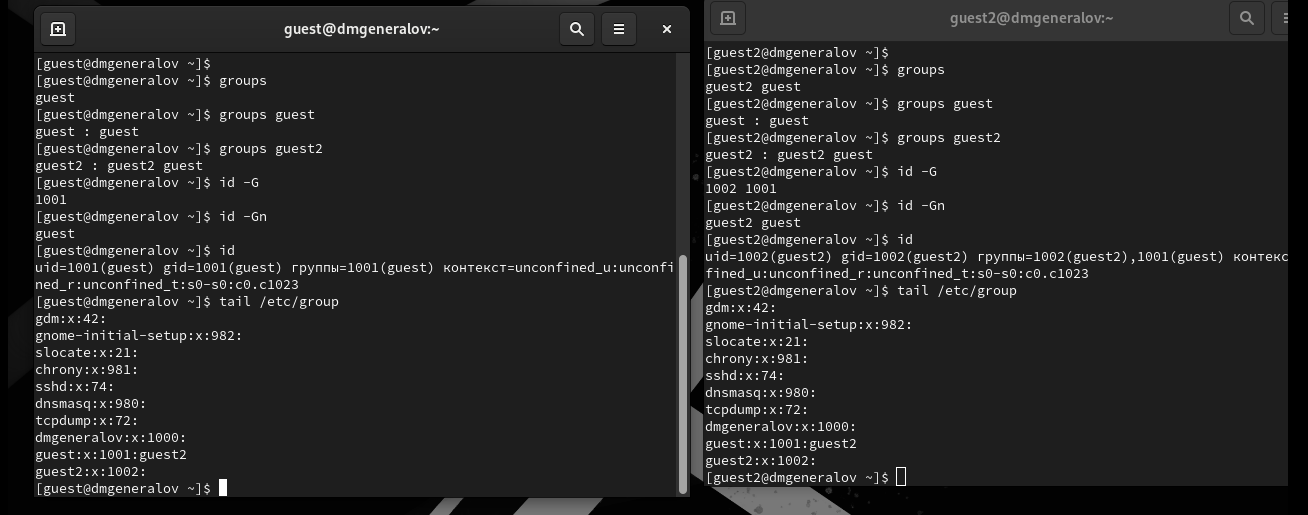 guest@dmgeneralov:~
[guest@dmgeneralov ~]$
[guest@dmgeneralov ~]$ groups
guest
[guest@dmgeneralov ~]$ groups guest
guest : guest
[guest@dmgeneralov ~]$ groups guest2
guest2 : guest2 guest
[guest@dmgeneralov ~]$ id -G
1001
[guest@dmgeneralov ~]$ id -Gn
guest
[guest@dmgeneralov ~]$ id
uid=1001(guest) gid=1001(guest) группы=1001(guest) контекст=unconfined_u:unconfi
ned_r:unconfined_t:s0-s0:c0.c1023
[guest@dmgeneralov ~]$ tail /etc/group
gdm:x:42:
gnome-initial-setup:x:982:
slocate:x:21:
chrony:x:981:
sshd:x:74:
dnsmasq:x:980:
tcpdump:x:72:
dmgeneralov:x:1000:
guest:x:1001:guest2
guest2:x:1002:
[guest@dmgeneralov ~]$
guest2@dmgeneralov:~
[guest2@dmgeneralov ~]$
[guest2@dmgeneralov ~]$ groups
guest2 guest
[guest2@dmgeneralov ~]$ groups guest
guest : guest
[guest2@dmgeneralov ~]$ groups guest2
guest2 : guest2 guest
[guest2@dmgeneralov ~]$ id -G
1002 1001
[guest2@dmgeneralov ~]$ id -Gn
guest2 guest
[guest2@dmgeneralov ~]$ id
uid=1002(guest2) gid=1002(guest2) группы=1002(guest2),1001(guest) контекс
fined_u:unconfined_r:unconfined_t:s0-s0:c0.c1023
[guest2@dmgeneralov ~]$ tail /etc/group
gdm:x:42:
gnome-initial-setup:x:982:
slocate:x:21:
chrony:x:981:
sshd:x:74:
dnsmasq:x:980:
tcpdump:x:72:
dmgeneralov:x:1000:
guest:x:1001:guest2
guest2:x:1002:
[guest2@dmgeneralov ~]$